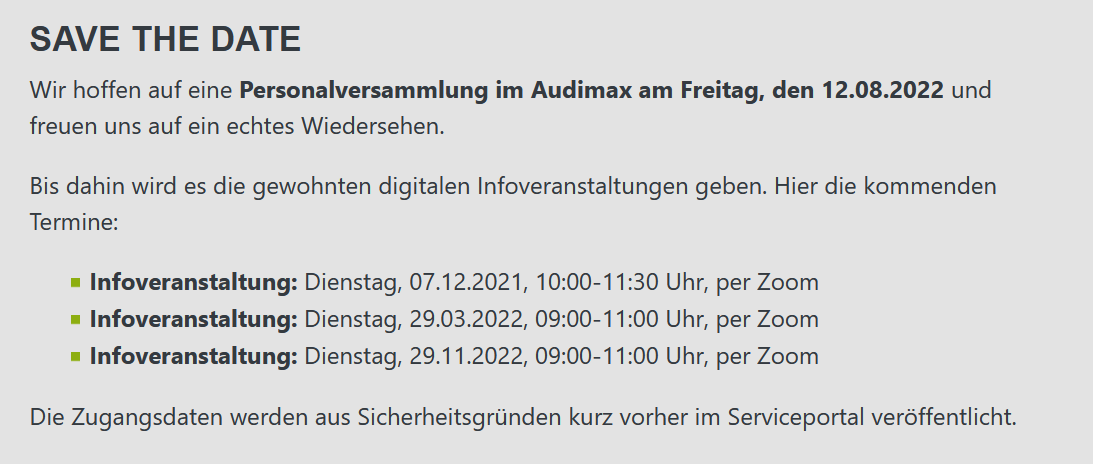 SAVE THE DATE
Wir hoffen auf eine Personalversammlung im Audimax am Freitag, den 12.08.2022 und
freuen uns auf ein echtes Wiedersehen.
Bis dahin wird es die gewohnten digitalen Infoveranstaltungen geben. Hier die kommenden
Termine:
Infoveranstaltung: Dienstag, 07.12.2021, 10:00-11:30 Uhr, per Zoom
Infoveranstaltung: Dienstag, 29.03.2022, 09:00-11:00 Uhr, per Zoom
Infoveranstaltung: Dienstag, 29.11.2022, 09:00-11:00 Uhr, per Zoom
Die Zugangsdaten werden aus Sicherheitsgründen kurz vorher im Serviceportal veröffentlicht.